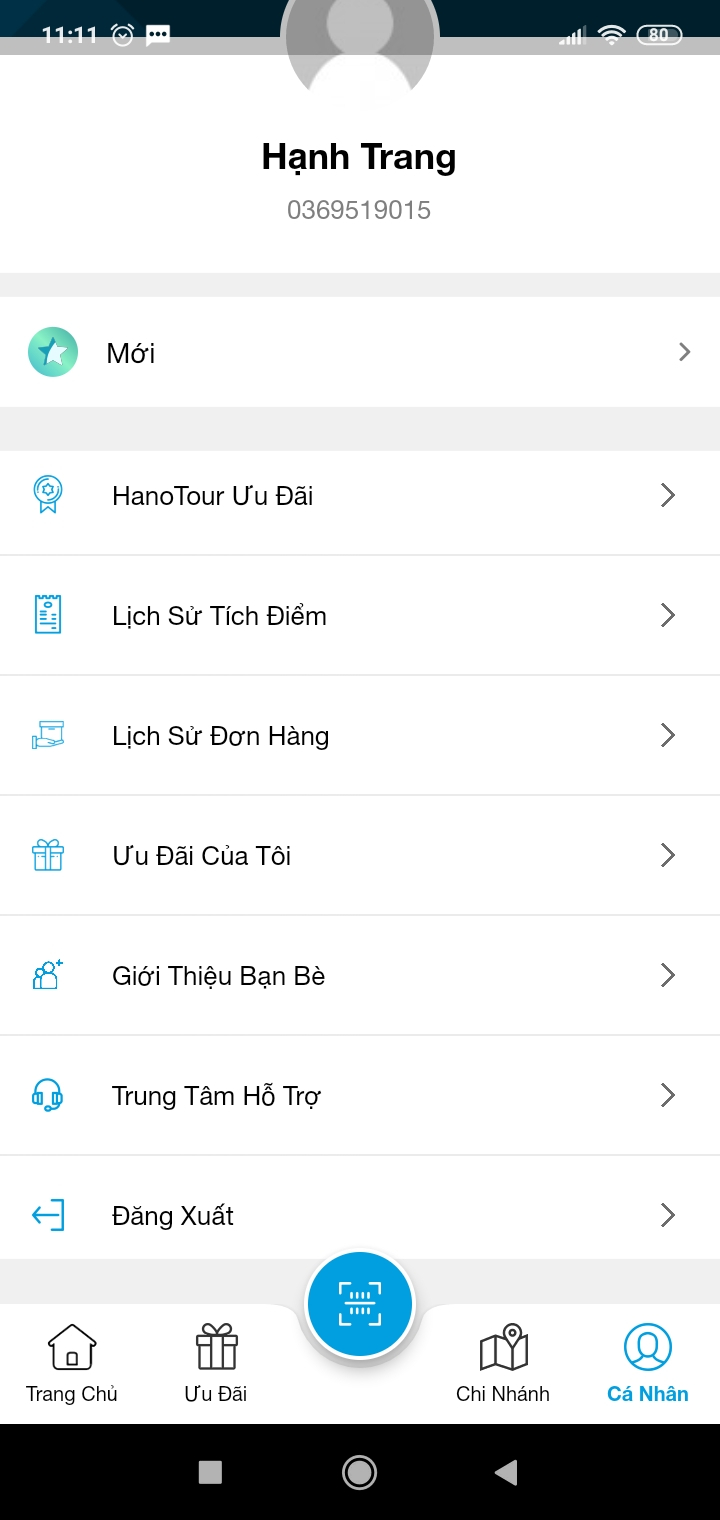 11:11
80
Hạnh Trang
0369519015
Mới
HanoTour Ưu Đãi
Lịch Sử Tích Điểm
Lịch Sử Đơn Hàng
Ưu Đãi Của Tôi
Giới Thiệu Bạn Bè
Trung Tâm Hỗ Trợ
Đăng Xuất
Trang Chủ
Ưu Đãi
Chi Nhánh
Cá Nhân